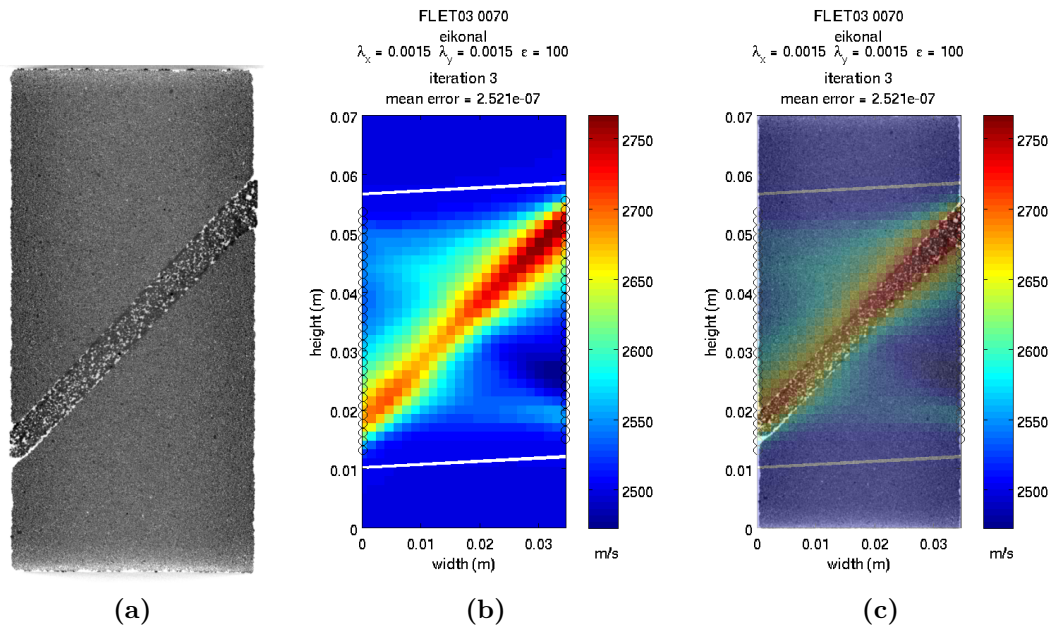 FLET03 0070
eikonal
λx = 0.0015 λy = 0.0015 ε = 100
iteration 3
mean error = 2.521e-07
0.07
0.06
0.05
0.04
0.03
0.02
0.01
0
height (m)
0 0.01 0.02 0.03
width (m)
2750
2700
2650
2600
2550
2500
m/s
FLET03 0070
eikonal
λx = 0.0015 λy = 0.0015 ε = 100
iteration 3
mean error = 2.521e-07
0.07
0.06
0.05
0.04
0.03
0.02
0.01
0
height (m)
0 0.01 0.02 0.03
width (m)
2750
2700
2650
2600
2550
2500
m/s
(a) (b) (c)